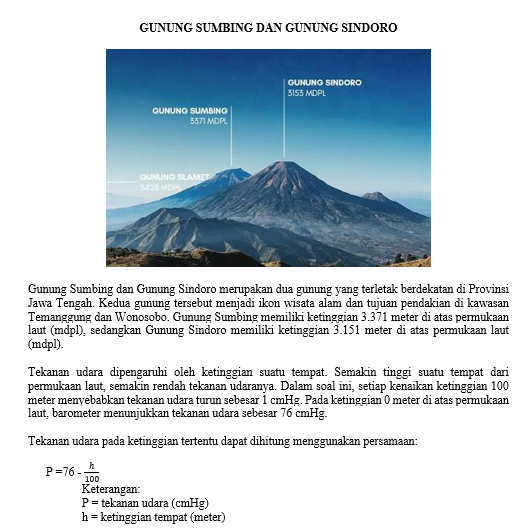 GUNUNG SUMBING DAN GUNUNG SINDORO
GUNUNG SINDORO
3153 MDPL
GUNUNG SUMBING
3371 MDPL
GUNUNG SLAMET
3428 MDPL
Gunung Sumbing dan Gunung Sindoro merupakan dua gunung yang terletak berdekatan di Provinsi
Jawa Tengah. Kedua gunung tersebut menjadi ikon wisata alam dan tujuan pendakian di kawasan
Temanggung dan Wonosobo. Gunung Sumbing memiliki ketinggian 3.371 meter di atas permukaan
laut (mdpl), sedangkan Gunung Sindoro memiliki ketinggian 3.151 meter di atas permukaan laut
(mdpl).
Tekanan udara dipengaruhi oleh ketinggian suatu tempat. Semakin tinggi suatu tempat dari
permukaan laut, semakin rendah tekanan udaranya. Dalam soal ini, setiap kenaikan ketinggian 100
meter menyebabkan tekanan udara turun sebesar 1 cmHg. Pada ketinggian 0 meter di atas permukaan
laut, barometer menunjukkan tekanan udara sebesar 76 cmHg.
Tekanan udara pada ketinggian tertentu dapat dihitung menggunakan persamaan:
P =76 - h/100
Keterangan:
P = tekanan udara (cmHg)
h = ketinggian tempat (meter)